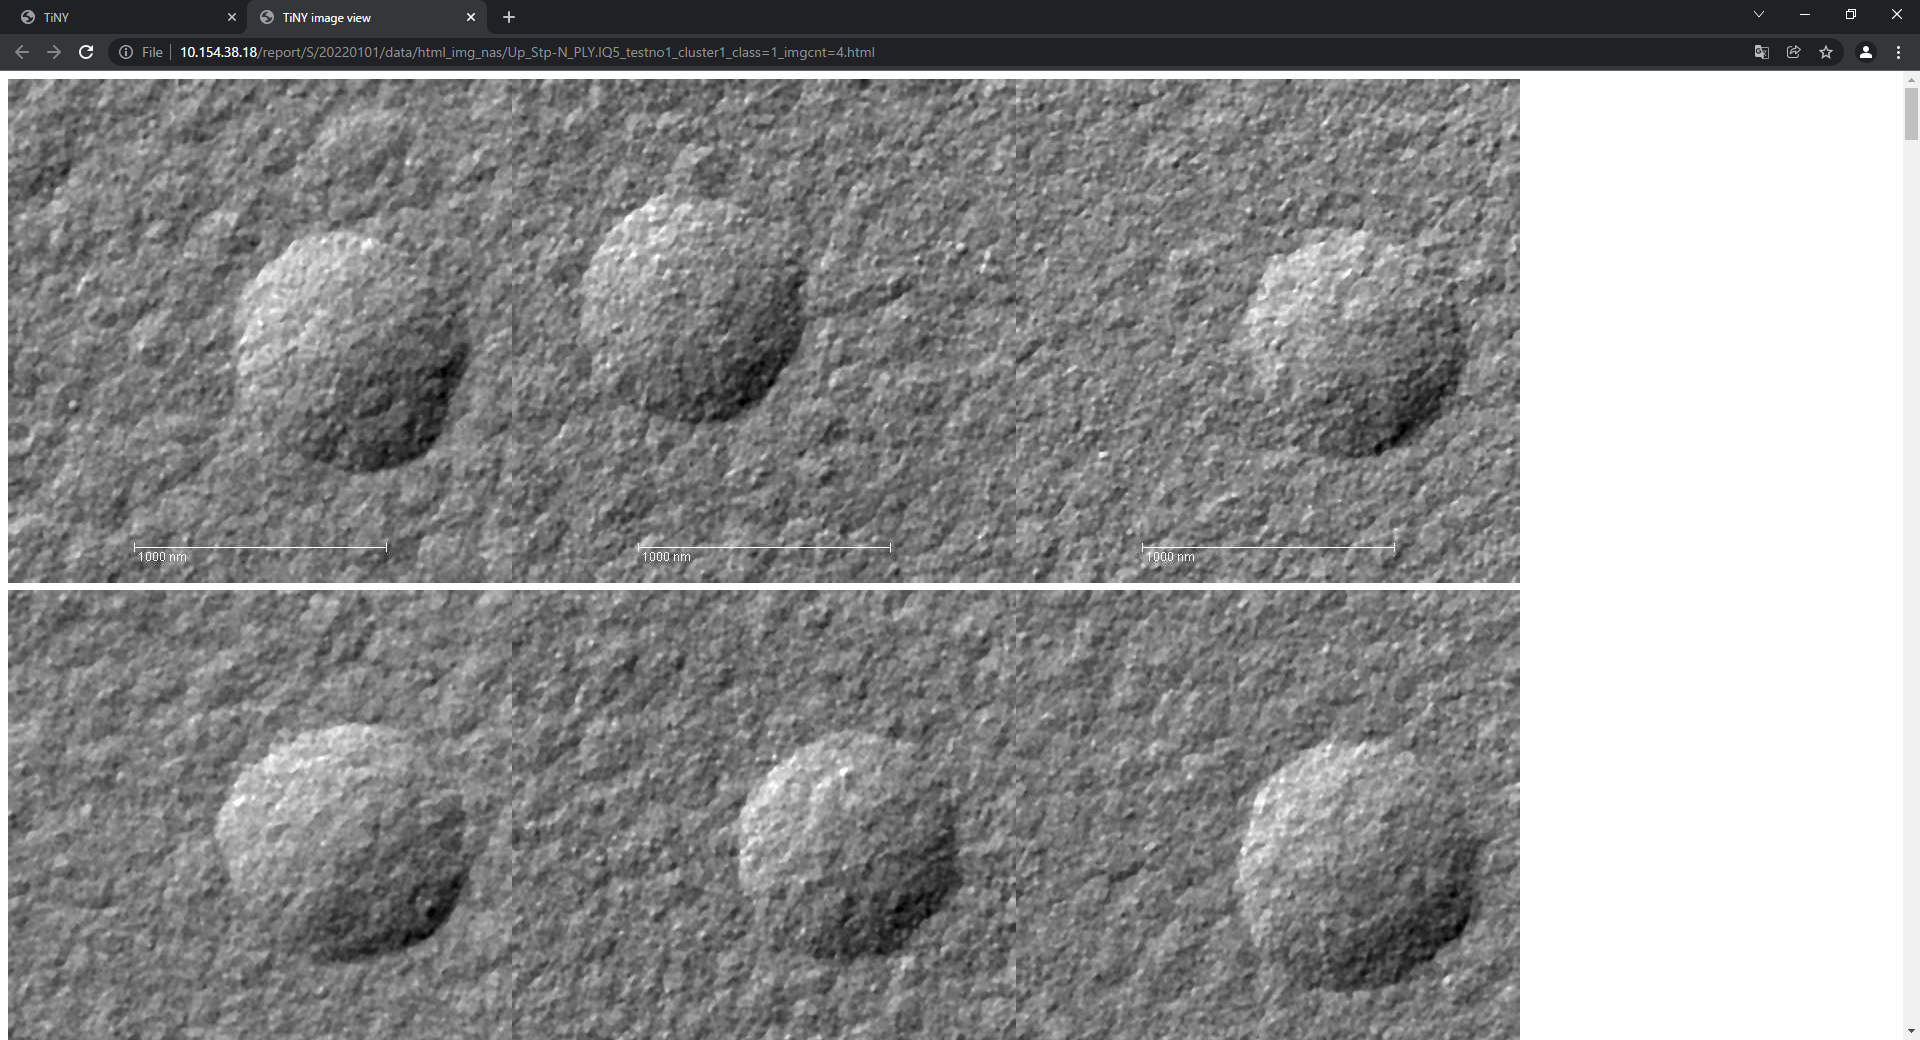 TiNY
TiNY image view
File
10.154.38.18/report/S/20220101/data/html_img_nas/Up_Stp-N_PLY.IQ5_testno1_cluster1_class=1_imgcnt=4.html
1000 nm
1000 nm
1000 nm